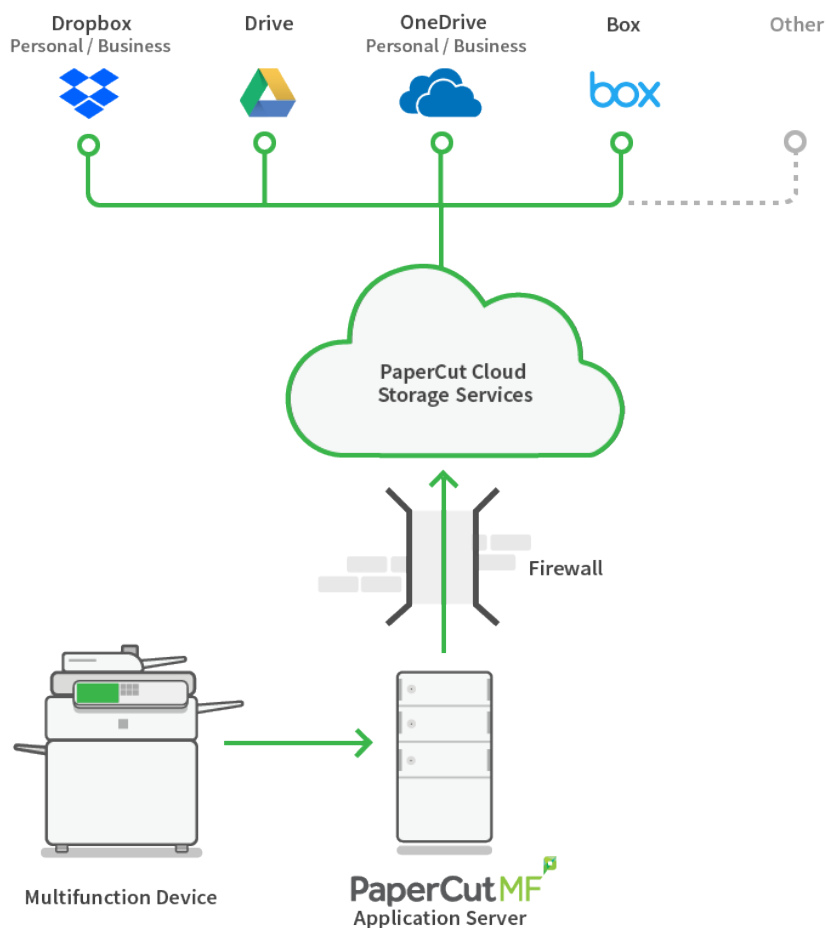 Dropbox
Personal / Business
Drive
OneDrive
Personal / Business
Box
Other
box
PaperCut Cloud
Storage Services
Firewall
Multifunction Device
PaperCutMF
Application Server